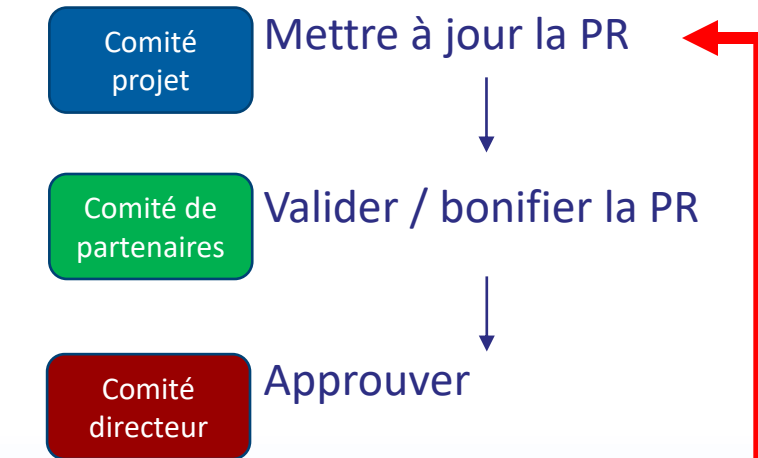 Comité
projet
Mettre à jour la PR
Comité de
partenaires
Valider / bonifier la PR
Comité
directeur
Approuver